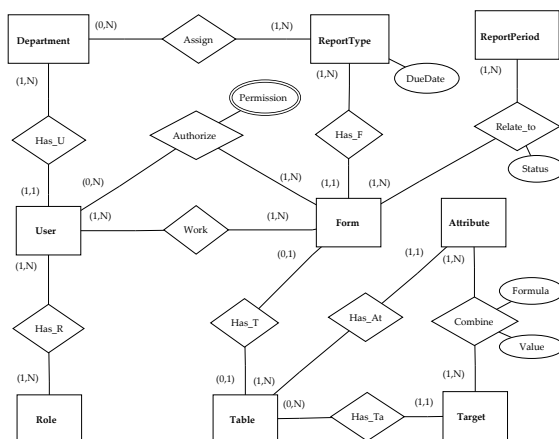 (0,N) (1,N)
Department Assign ReportType ReportPeriod
DueDate
(1,N) (1,N) (1,N)
Permission
Has_U Authorize Has_F Relate_to
Status
(0,N) (1,N)
(1,1) (1,1) (1,N)
(1,N) (1,N)
User Work Form Attribute
(1,N) (0,1) (1,1) (1,N)
Formula
Has_R Has_T Has_At Combine
Value
(1,N) (0,1) (1,N) (0,N) (1,1) (1,N)
Role Table Has_Ta Target